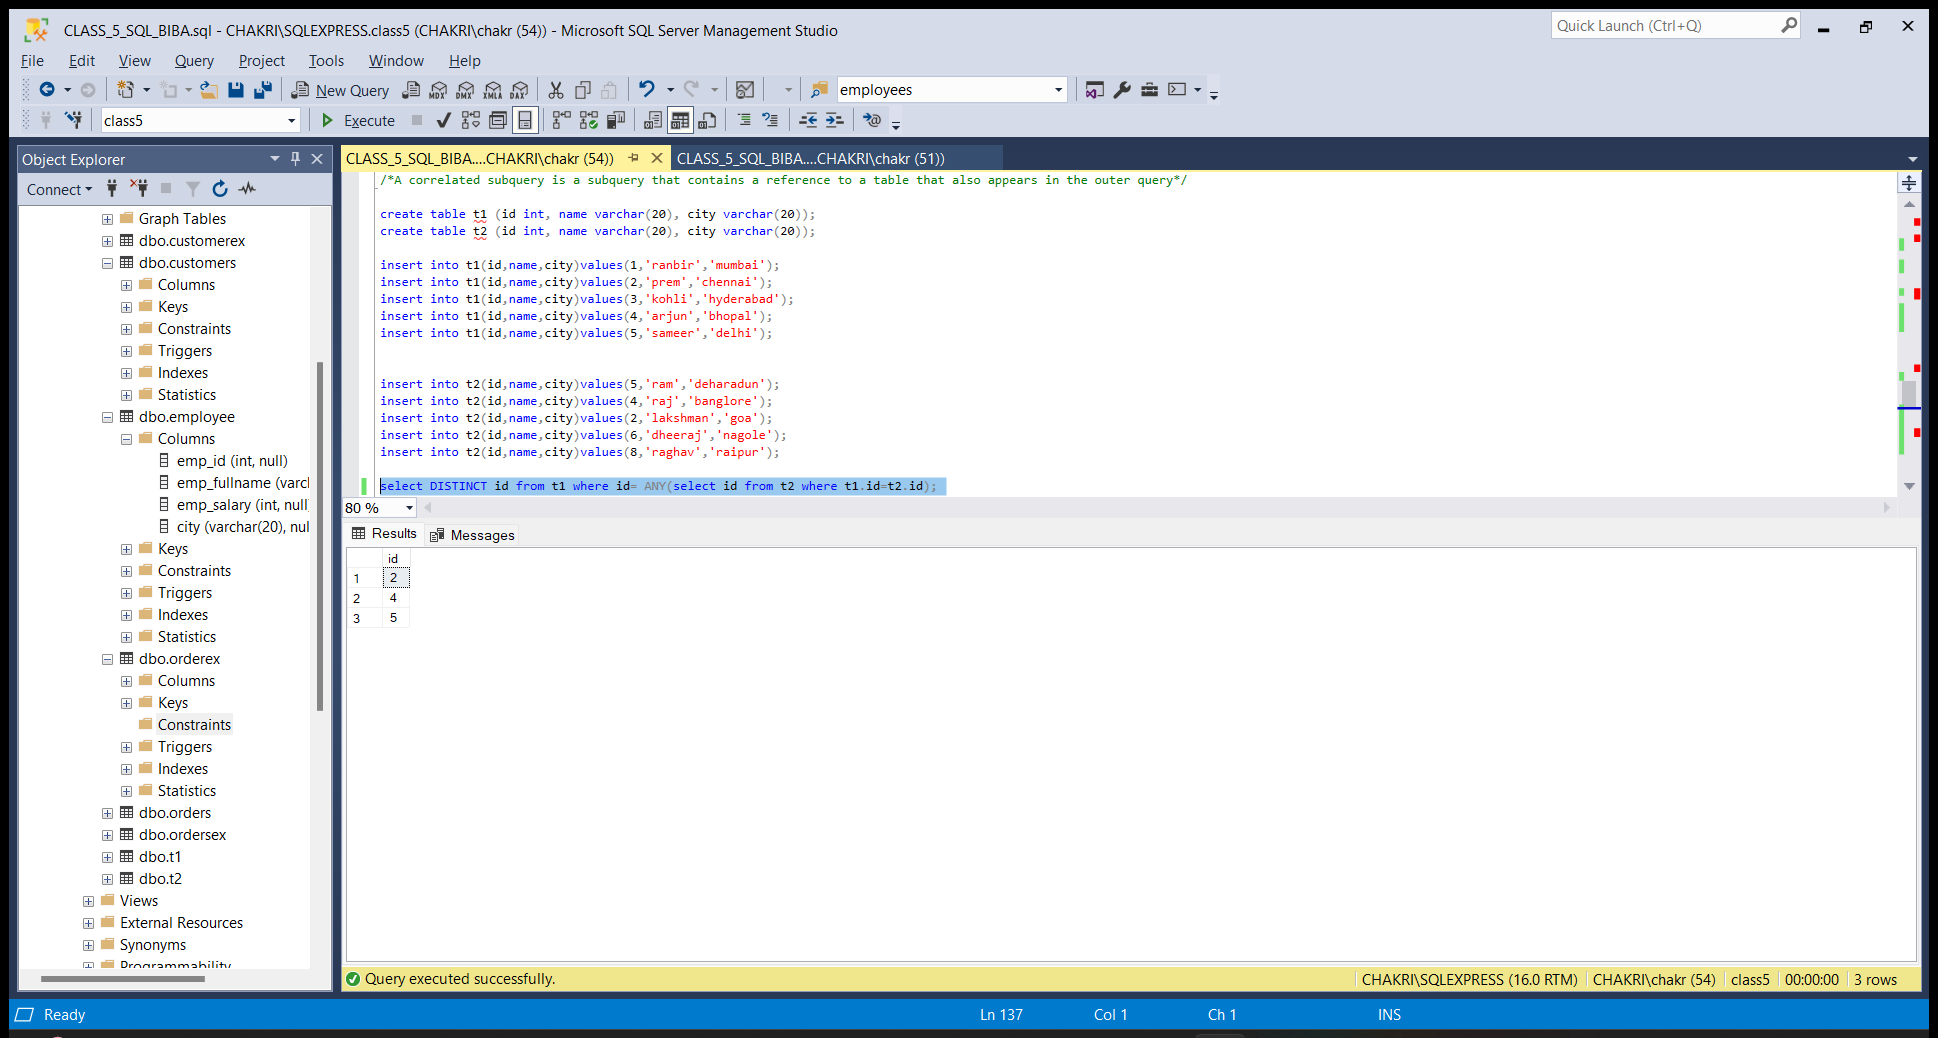 CLASS_5_SQL_BIBA.sql - CHAKRI\SQLEXPRESS.class5 (CHAKRI\chakr (54)) - Microsoft SQL Server Management Studio
Quick Launch (Ctrl+Q)
File Edit View Query Project Tools Window Help
New Query MDX DMX XMLA DAX employees
class5 Execute
Object Explorer
Connect
Graph Tables
dbo.customerex
dbo.customers
Columns
Keys
Constraints
Triggers
Indexes
Statistics
dbo.employee
Columns
emp_id (int, null)
emp_fullname (varcl
emp_salary (int, null
city (varchar(20), nul
Keys
Constraints
Triggers
Indexes
Statistics
dbo.orderex
Columns
Keys
Constraints
Triggers
Indexes
Statistics
dbo.orders
dbo.ordersex
dbo.t1
dbo.t2
Views
External Resources
Synonyms
Programmability
CLASS_5_SQL_BIBA....CHAKRI\chakr (54)) CLASS_5_SQL_BIBA....CHAKRI\chakr (51))
/*A correlated subquery is a subquery that contains a reference to a table that also appears in the outer query*/
create table t1 (id int, name varchar(20), city varchar(20));
create table t2 (id int, name varchar(20), city varchar(20));
insert into t1(id,name,city)values(1,'ranbir','mumbai');
insert into t1(id,name,city)values(2,'prem','chennai');
insert into t1(id,name,city)values(3,'kohli','hyderabad');
insert into t1(id,name,city)values(4,'arjun','bhopal');
insert into t1(id,name,city)values(5,'sameer','delhi');
insert into t2(id,name,city)values(5,'ram','deharadun');
insert into t2(id,name,city)values(4,'raj','banglore');
insert into t2(id,name,city)values(2,'lakshman','goa');
insert into t2(id,name,city)values(6,'dheeraj','nagole');
insert into t2(id,name,city)values(8,'raghav','raipur');
select DISTINCT id from t1 where id= ANY(select id from t2 where t1.id=t2.id);
80 %
Results Messages
id
1 2
2 4
3 5
Query executed successfully. CHAKRI\SQLEXPRESS (16.0 RTM) CHAKRI\chakr (54) class5 00:00:00 3 rows
Ready Ln 137 Col 1 Ch 1 INS